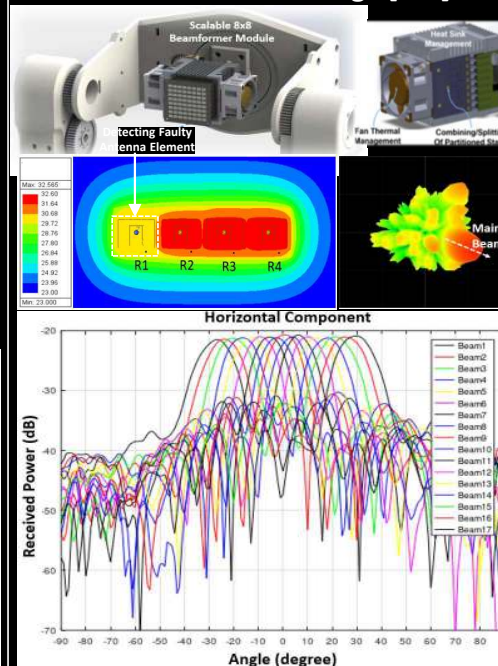 Scalable 8x8
Beamformer Module
Heat Sink
Management
Fan Thermal
Management
Combining/Splitti
Of Partitioned Ste
Detecting Faulty
Antenna Element
Max: 32.565
32.60
31.64
30.68
29.72
28.76
27.80
26.84
25.88
24.92
23.96
23.00
Min: 23.000
R1 R2 R3 R4
Main
Beam
Horizontal Component
Received Power (dB)
-20
-30
-40
-50
-60
-70
Beam1
Beam2
Beam3
Beam4
Beam5
Beam6
Beam7
Beam8
Beam9
Beam10
Beam11
Beam12
Beam13
Beam14
Beam15
Beam16
Beam17
-90 -80 -70 -60 -50 -40 -30 -20 -10 0 10 20 30 40 50 60 70 80
Angle (degree)